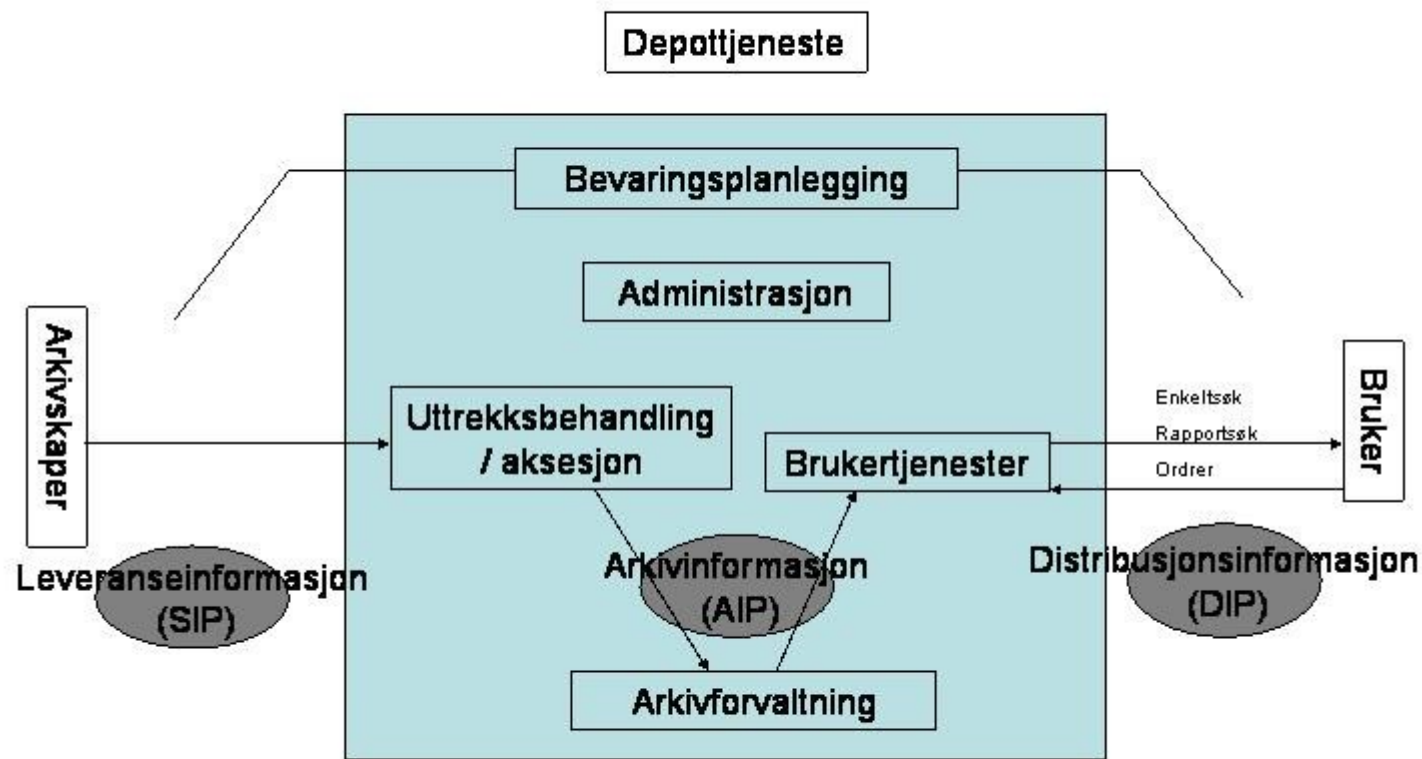 Depottjeneste
Bevaringsplanlegging
Administrasjon
Arkivskaper
Uttrekksbehandling
/ aksesjon
Brukertjenester
Enkeltsøk
Rapportsøk
Ordrer
Bruker
Leveranseinformasjon
(SIP)
Arkivinformasjon
(AIP)
Distribusjonsinformasjon
(DIP)
Arkivforvaltning